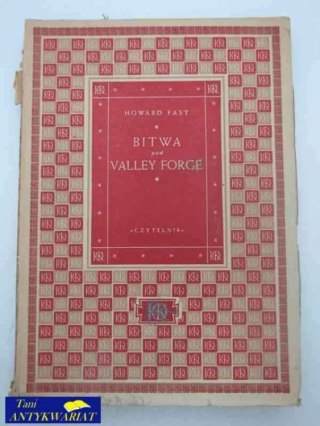 HOWARD FAST
BITWA
pod
VALLEY FORGE
«CZYTELNIK»
Tani
ANTYKWARIAT